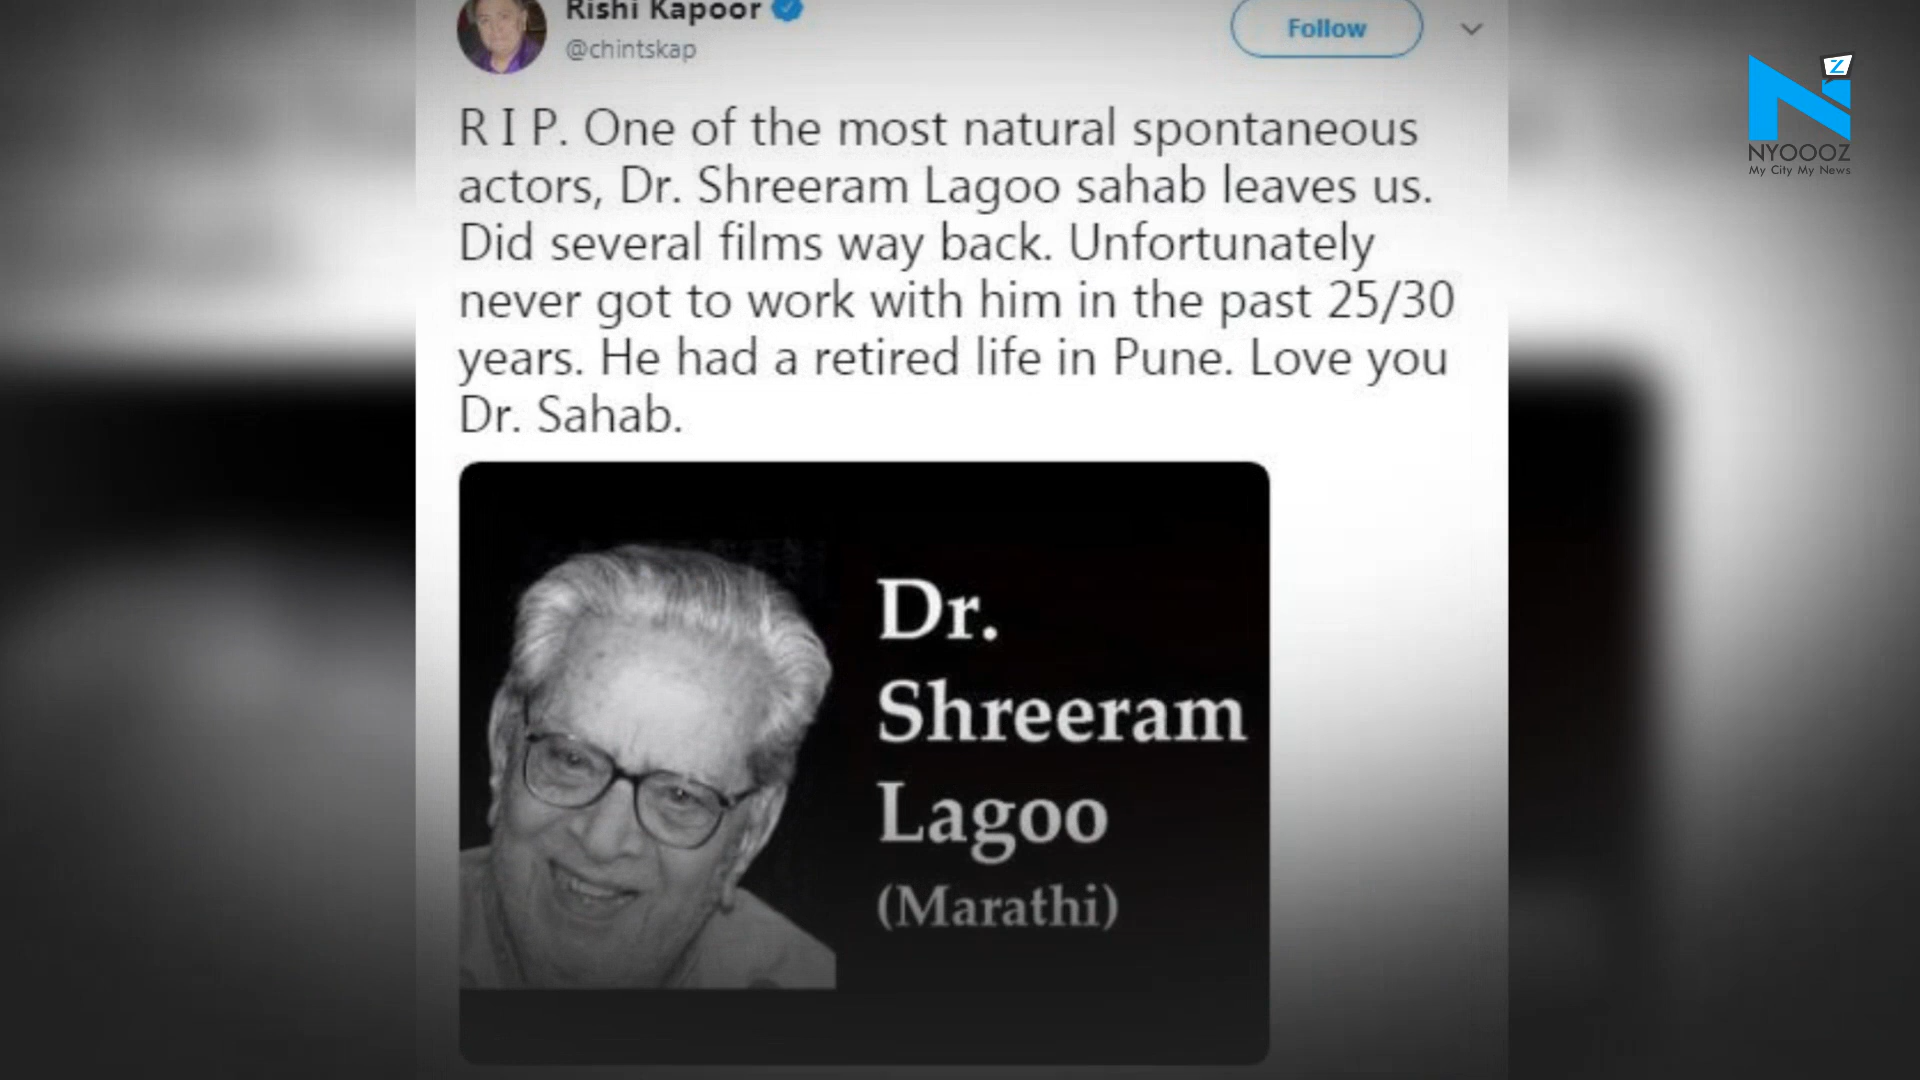 Rishi Kapoor
@chintskap
Follow
R I P. One of the most natural spontaneous
actors, Dr. Shreeram Lagoo sahab leaves us.
Did several films way back. Unfortunately
never got to work with him in the past 25/30
years. He had a retired life in Pune. Love you
Dr. Sahab.
Dr.
Shreeram
Lagoo
(Marathi)
Z
NYOOOZ
My City My News